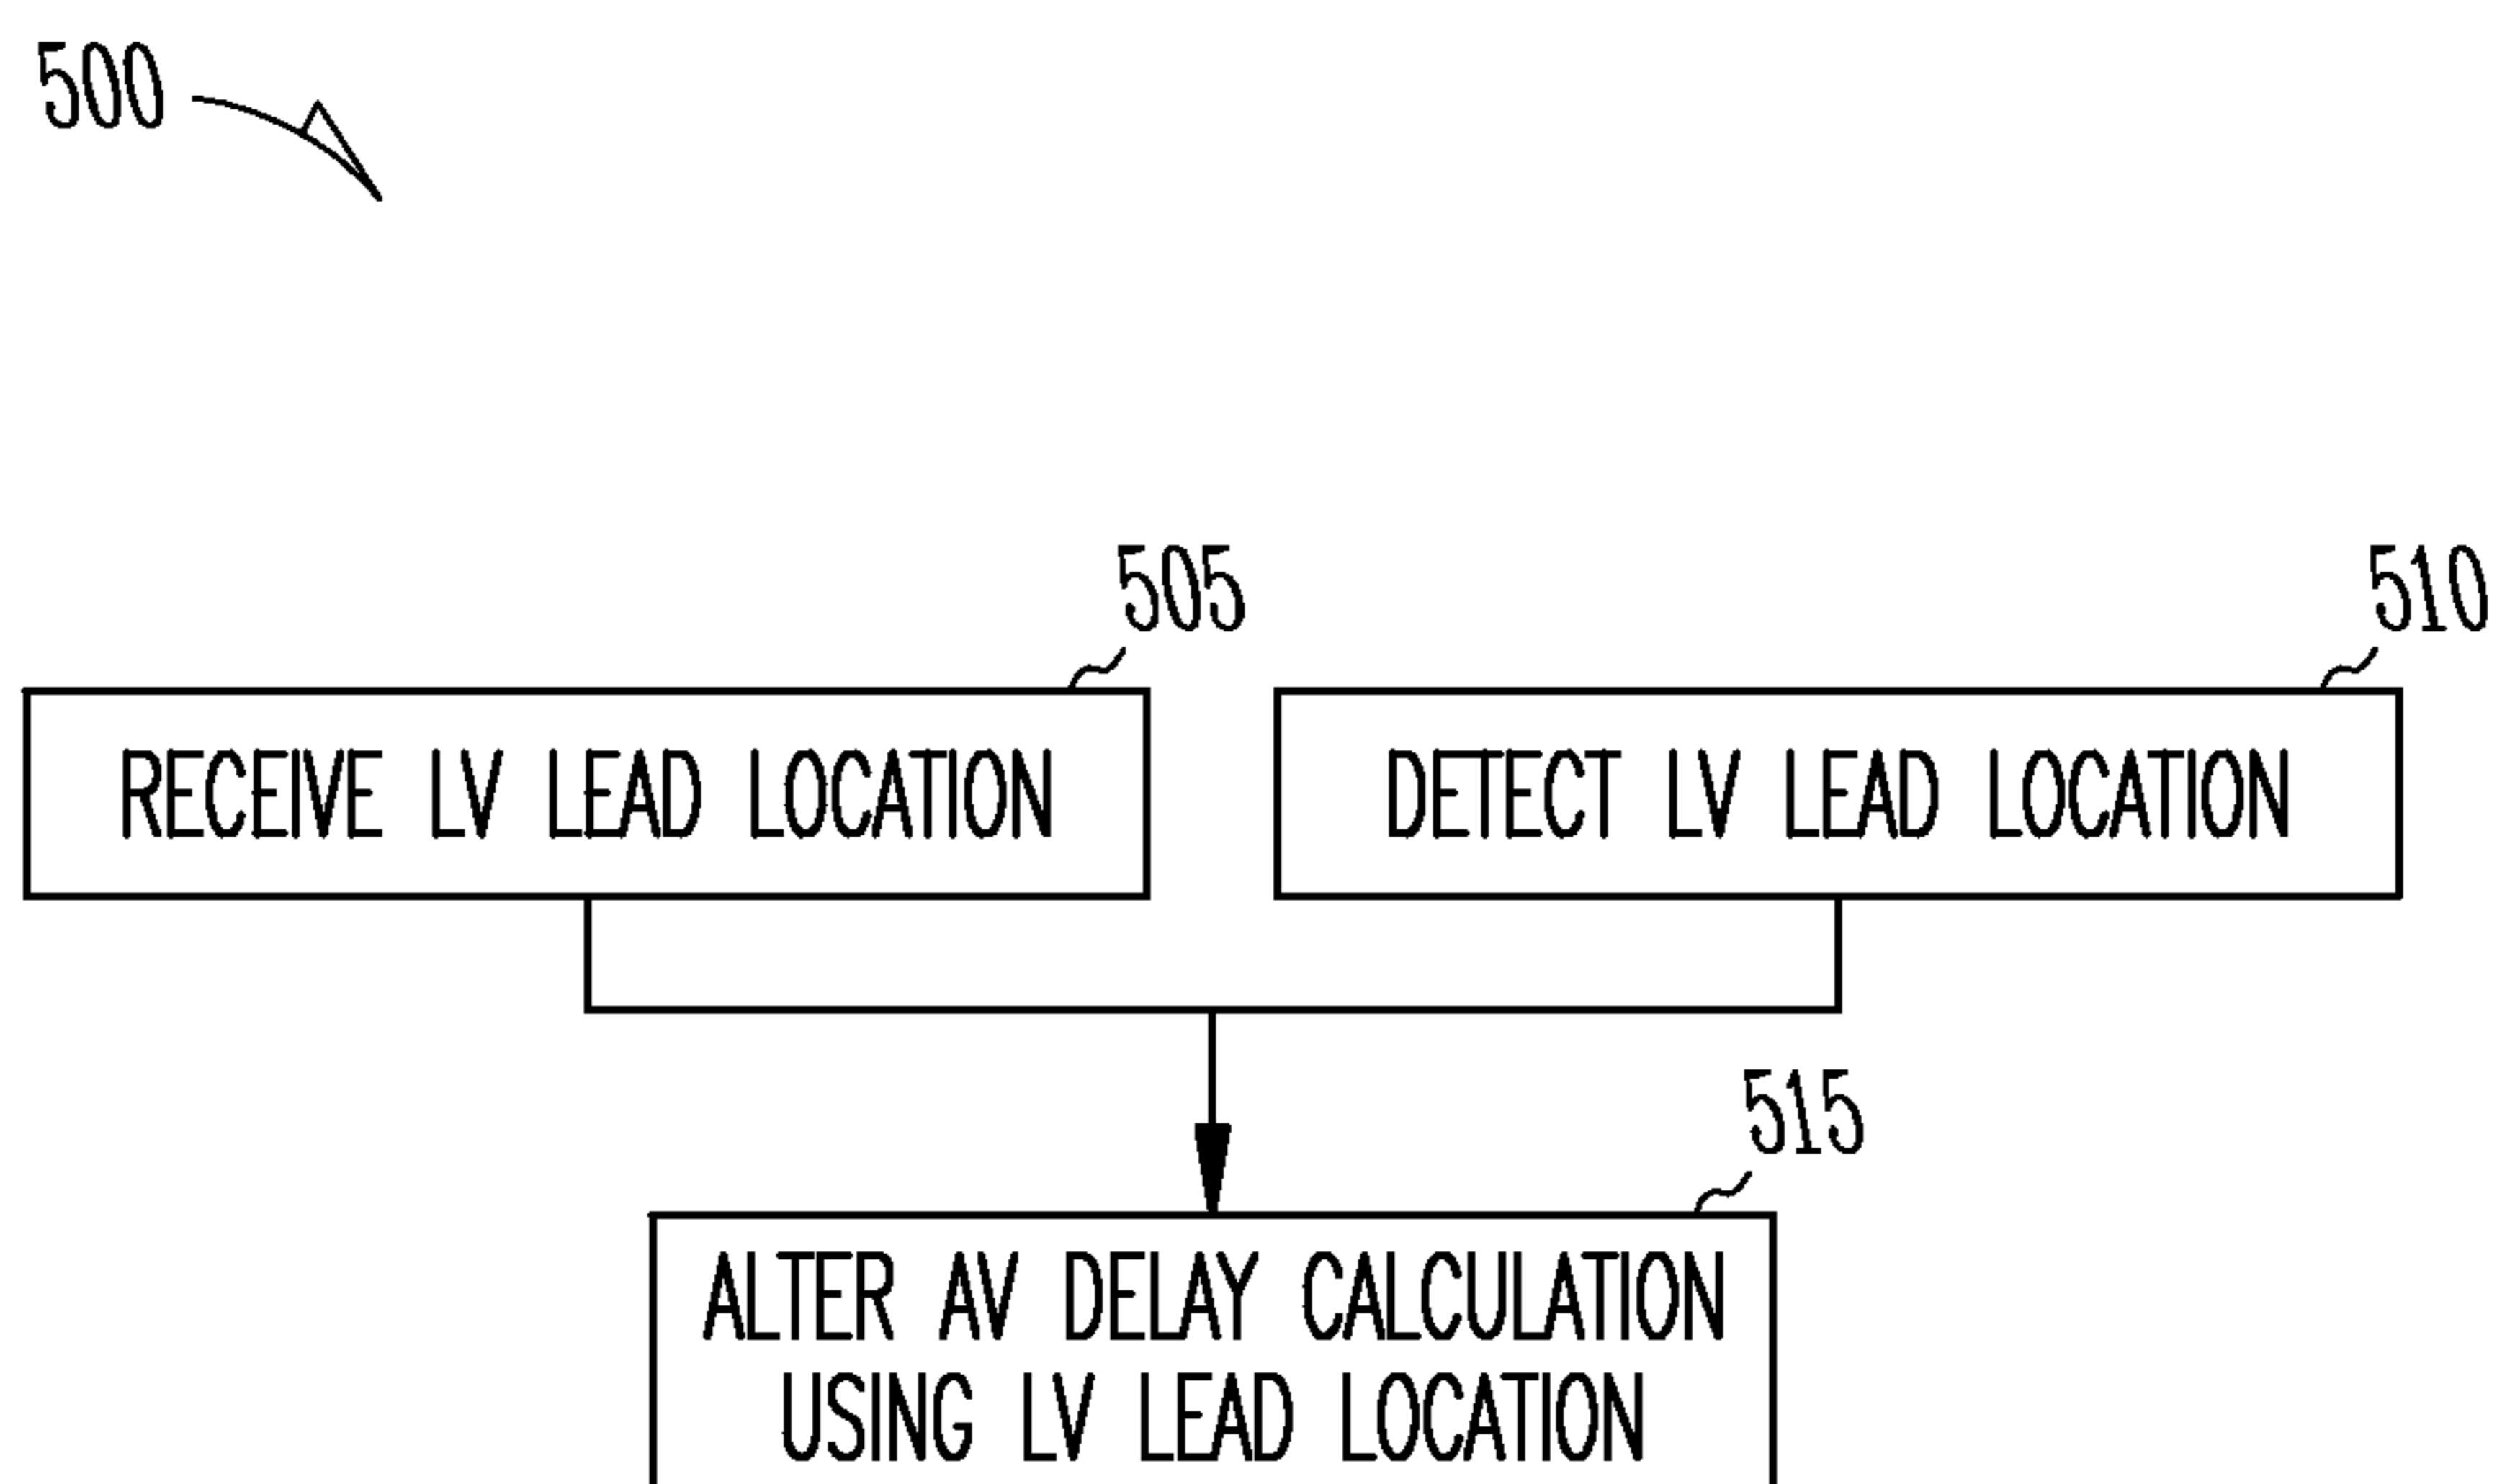 500
505
510
RECEIVE LV LEAD LOCATION
DETECT LV LEAD LOCATION
515
ALTER AV DELAY CALCULATION
USING LV LEAD LOCATION